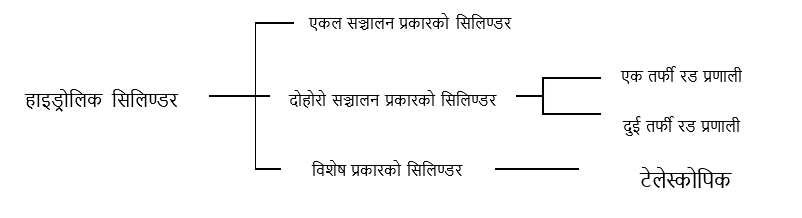 एकल सञ्चालन प्रकारको सिलिण्डर
हाइड्रोलिक सिलिण्डर
दोहोरो सञ्चालन प्रकारको सिलिण्डर
एक तर्फी रड प्रणाली
दुई तर्फी रड प्रणाली
विशेष प्रकारको सिलिण्डर
टेलेस्कोपिक